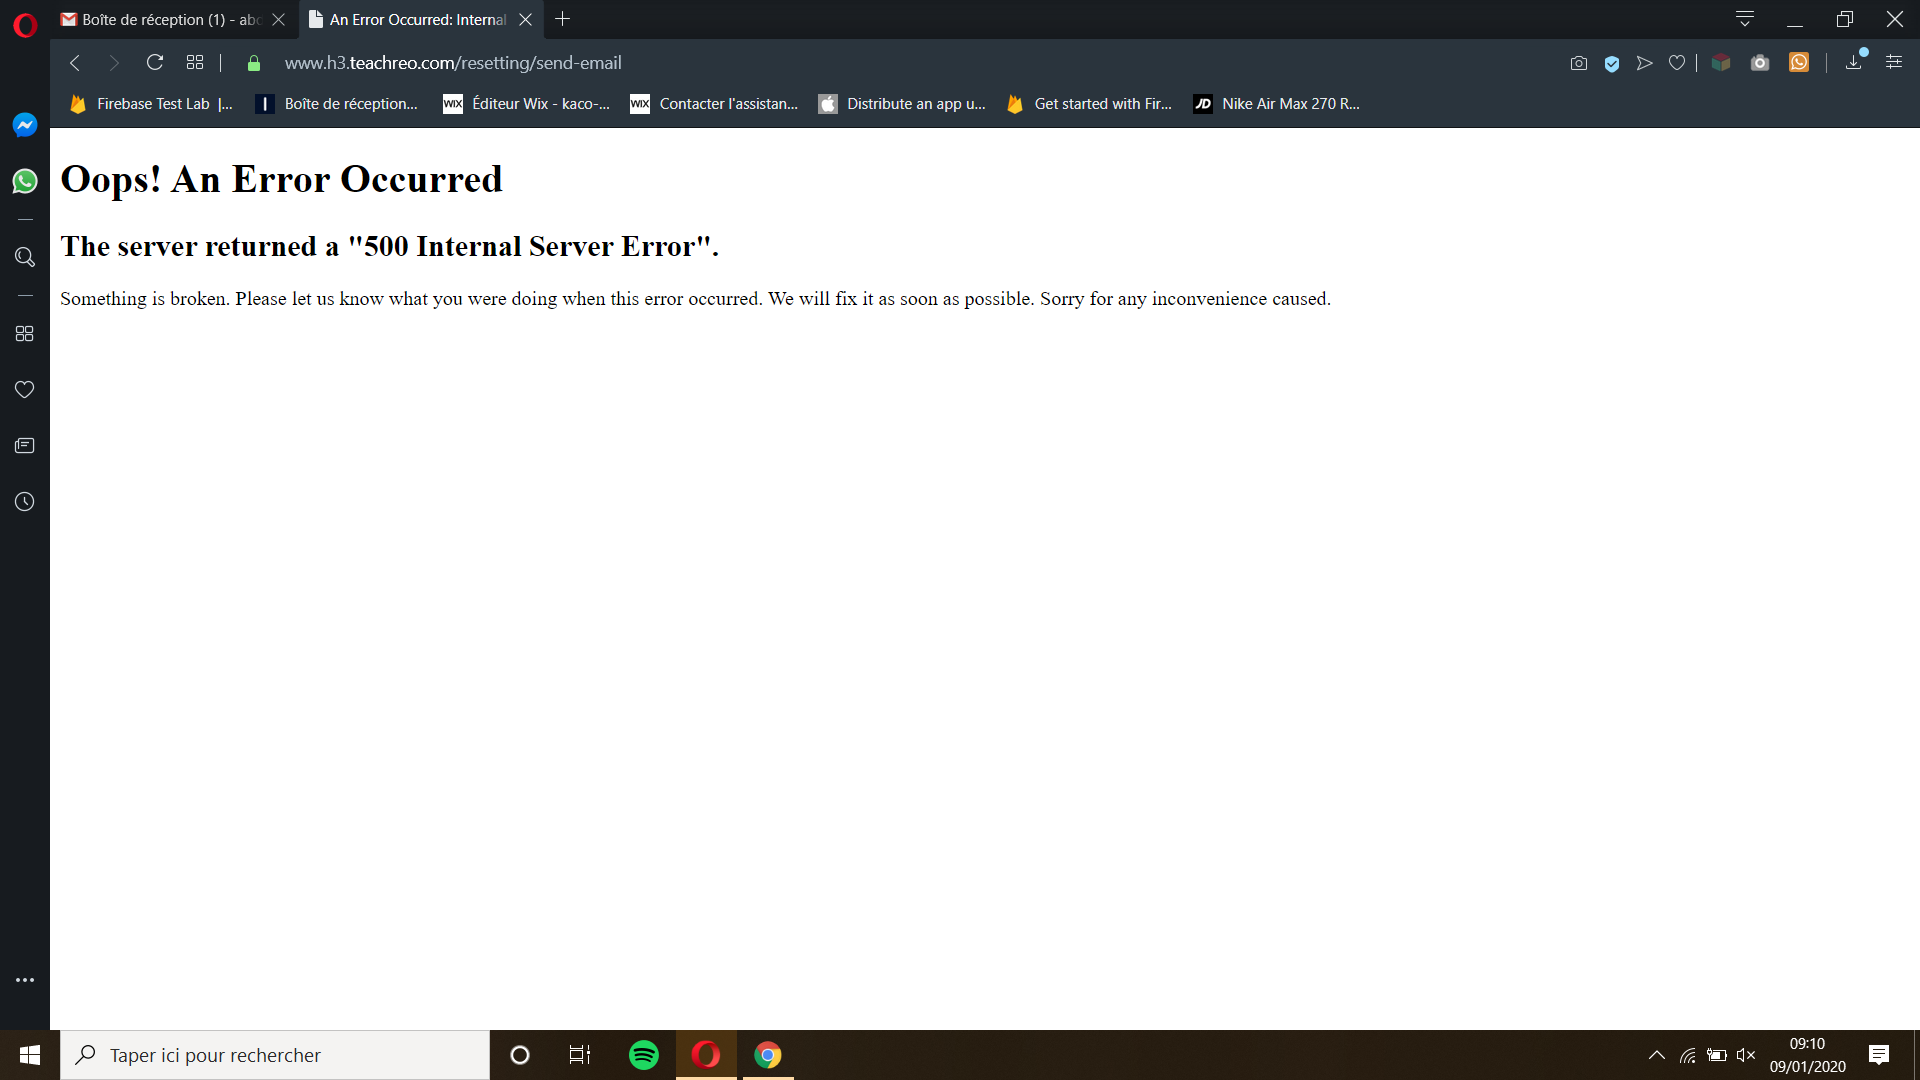 Boîte de réception (1) - abo
An Error Occurred: Internal
www.h3.teachreo.com/resetting/send-email
Firebase Test Lab |...
Boîte de réception...
WIX Éditeur Wix - kaco-...
WIX Contacter l'assistan...
Distribute an app u...
Get started with Fir...
JD Nike Air Max 270 R...
Oops! An Error Occurred
The server returned a "500 Internal Server Error".
Something is broken. Please let us know what you were doing when this error occurred. We will fix it as soon as possible. Sorry for any inconvenience caused.
Taper ici pour rechercher
09:10
09/01/2020